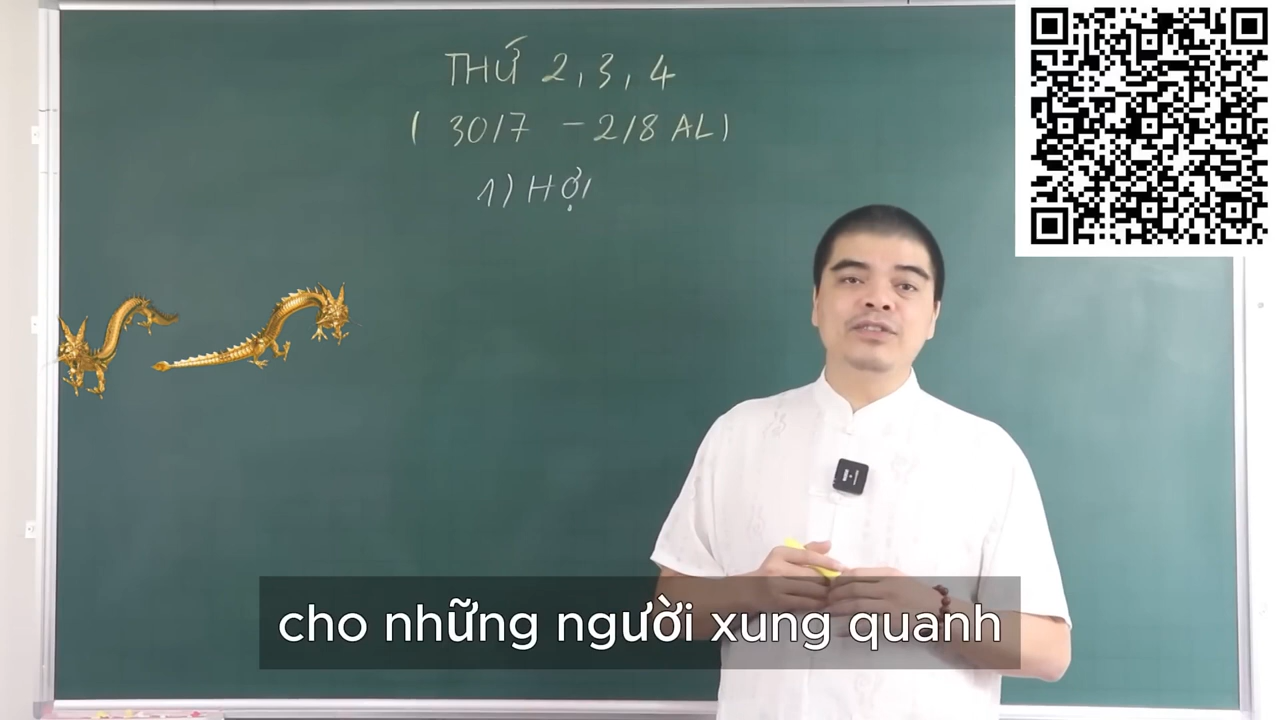 THỨ 2, 3, 4
( 30/7 - 2/8 AL)
1) HỢI
cho những người xung quanh